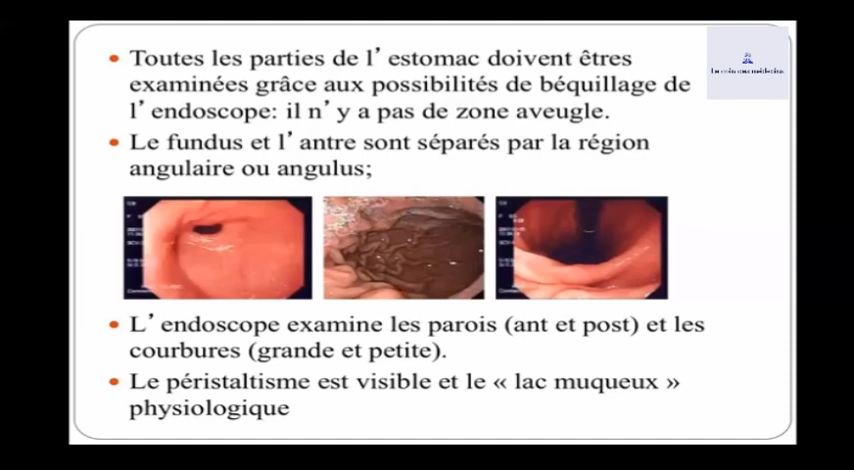 Toutes les parties de l’estomac doivent êtres
examinées grâce aux possibilités de béquillage de
l’endoscope: il n’y a pas de zone aveugle.
Le fundus et l’antre sont séparés par la région
angulaire ou angulus;
L’endoscope examine les parois (ant et post) et les
courbures (grande et petite).
Le péristaltisme est visible et le « lac muqueux »
physiologique